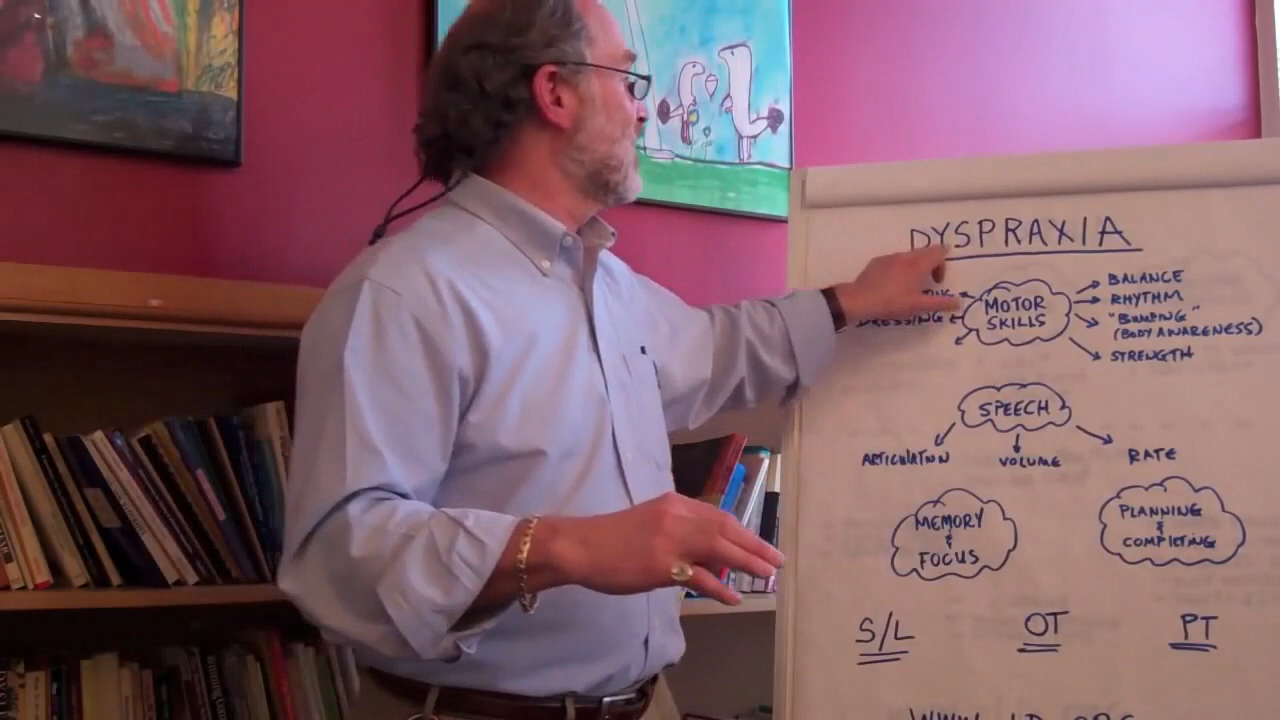 DYSPRAXIA
MOTOR
SKILLS
DRESSING
BALANCE
RHYTHM
"BUMPING"
(BODY AWARENESS)
STRENGTH
SPEECH
ARTICULATION
VOLUME
RATE
MEMORY
&
FOCUS
PLANNING
&
COMPLETING
S/L
OT
PT